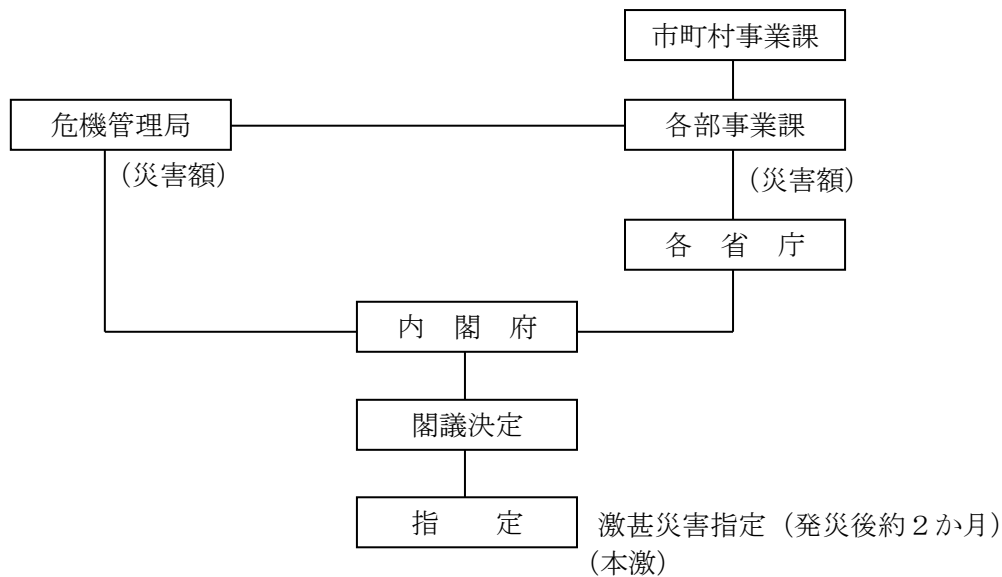 市町村事業課
危機管理局
各部事業課
（災害額）
（災害額）
各　省　庁
内　閣　府
閣議決定
指　　定
激甚災害指定（発災後約２か月）
（本激）